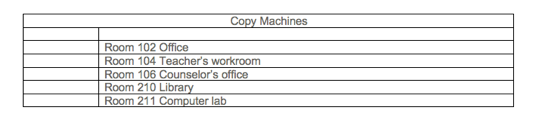 Copy Machines
Room 102 Office
Room 104 Teacher's workroom
Room 106 Counselor's office
Room 210 Library
Room 211 Computer lab